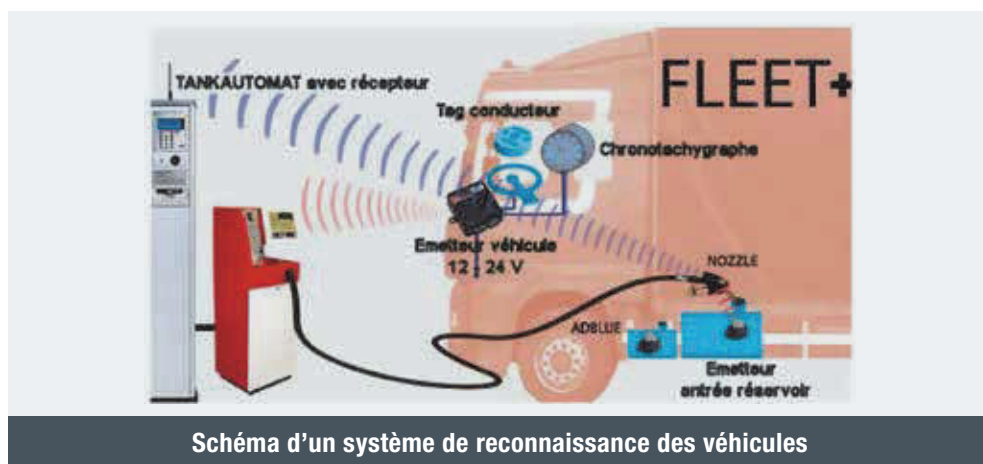 FLEET+
TANKAUTOMAT avec récepteur
Tag conducteur
Chronotachygraphe
Emetteur véhicule
12 - 24 V
NOZZLE
ADBLUE
Emetteur
entrée réservoir
Schéma d’un système de reconnaissance des véhicules